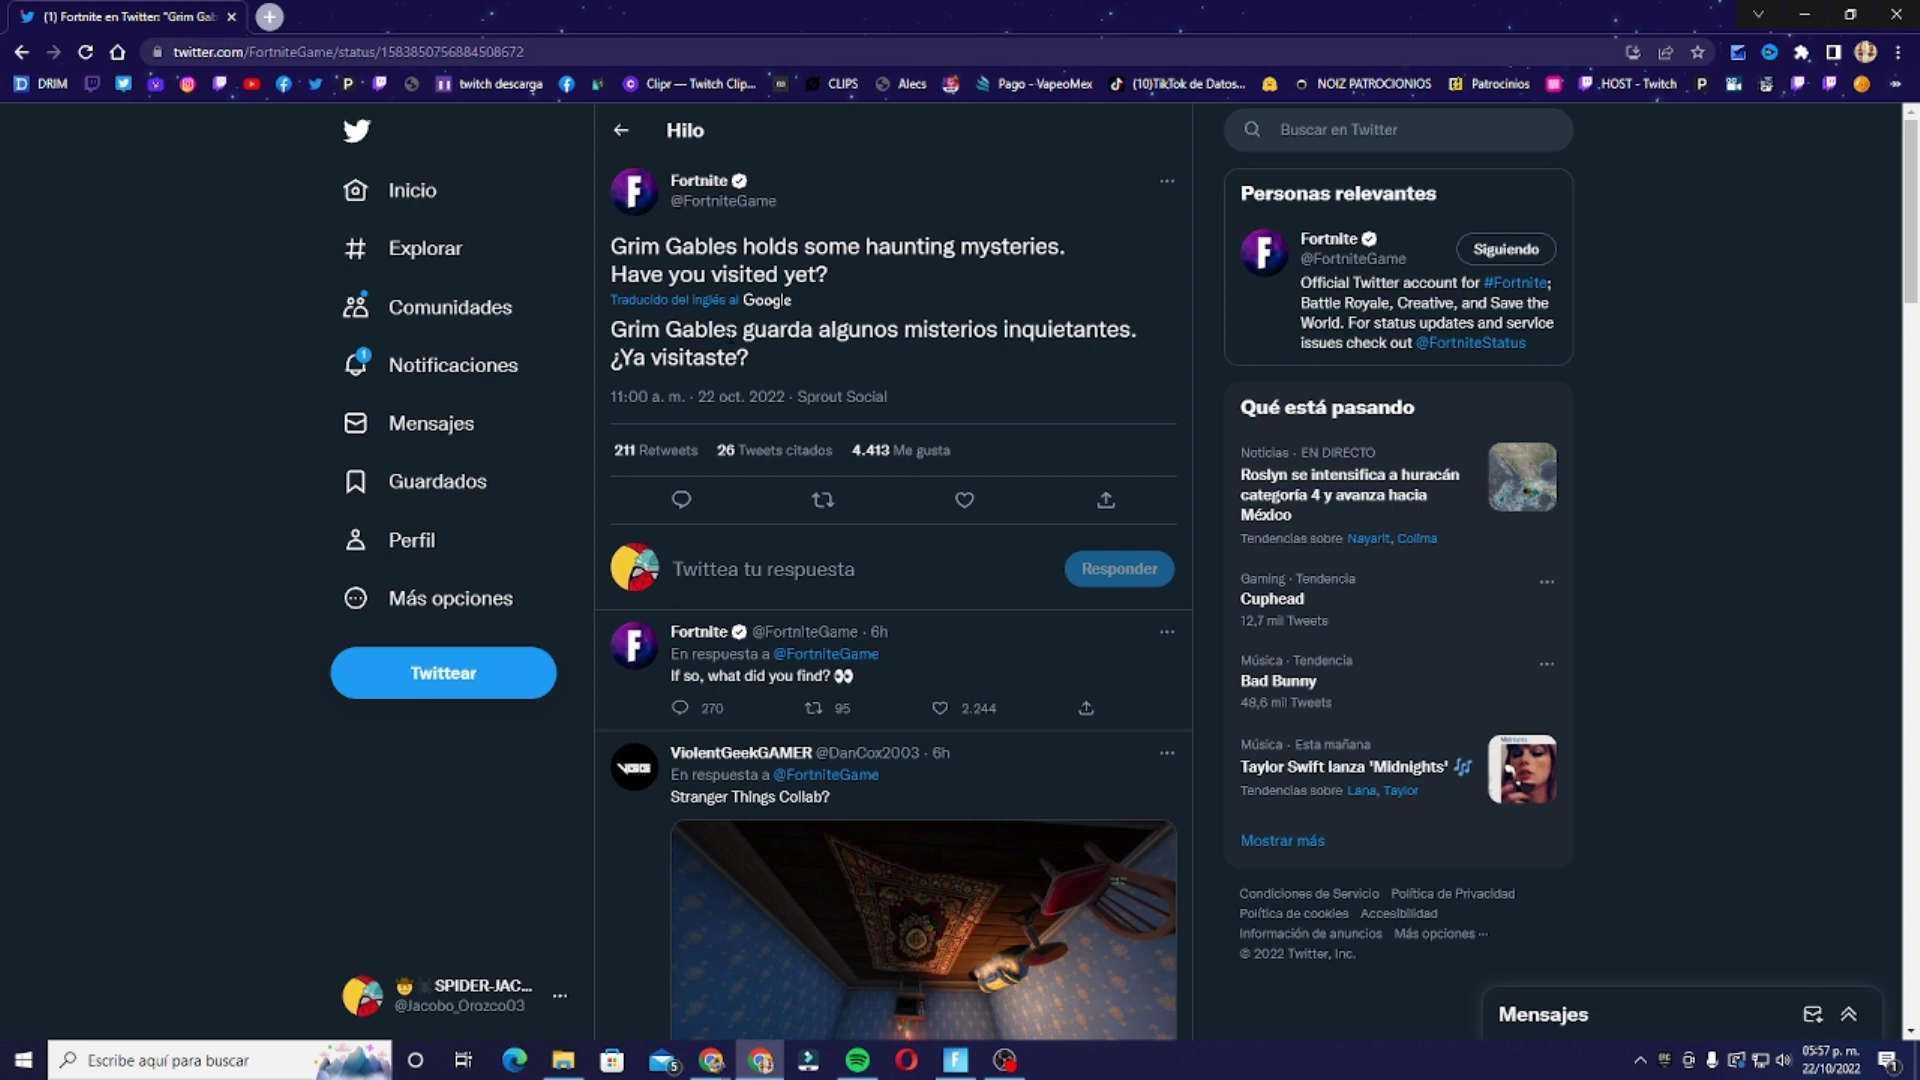 (1) Fortnite en Twitter: "Grim Gab
twitter.com/FortniteGame/status/1583850756884508672
DRIM
twitch descarga
Clipr — Twitch Clip...
CLIPS
Alecs
Pago - VapeoMex
(10)TikTok de Datos...
NOIZ PATROCIONIOS
Patrocinios
.HOST - Twitch
Inicio
Explorar
Comunidades
1
Notificaciones
Mensajes
Guardados
Perfil
Más opciones
Twittear
SPIDER-JAC...
@Jacobo_Orozco03
Hilo
Fortnite
@FortniteGame
Grim Gables holds some haunting mysteries.
Have you visited yet?
Traducido del inglés al Google
Grim Gables guarda algunos misterios inquietantes.
¿Ya visitaste?
11:00 a. m. · 22 oct. 2022 · Sprout Social
211 Retweets 26 Tweets citados 4.413 Me gusta
Twittea tu respuesta
Responder
Fortnite @FortniteGame · 6h
En respuesta a @FortniteGame
If so, what did you find? 👀
270 95 2.244
ViolentGeekGAMER @DanCox2003 · 6h
En respuesta a @FortniteGame
Stranger Things Collab?
Buscar en Twitter
Personas relevantes
Fortnite
@FortniteGame
Siguiendo
Official Twitter account for #Fortnite;
Battle Royale, Creative, and Save the
World. For status updates and service
issues check out @FortniteStatus
Qué está pasando
Noticias · EN DIRECTO
Roslyn se intensifica a huracán
categoría 4 y avanza hacia
México
Tendencias sobre Nayarit, Colima
Gaming · Tendencia
Cuphead
12,7 mil Tweets
Música · Tendencia
Bad Bunny
48,6 mil Tweets
Música · Esta mañana
Taylor Swift lanza 'Midnights' 🎶
Tendencias sobre Lana, Taylor
Mostrar más
Condiciones de Servicio Política de Privacidad
Política de cookies Accesibilidad
Información de anuncios Más opciones ···
© 2022 Twitter, Inc.
Mensajes
Escribe aquí para buscar
5
05:57 p. m.
22/10/2022
1